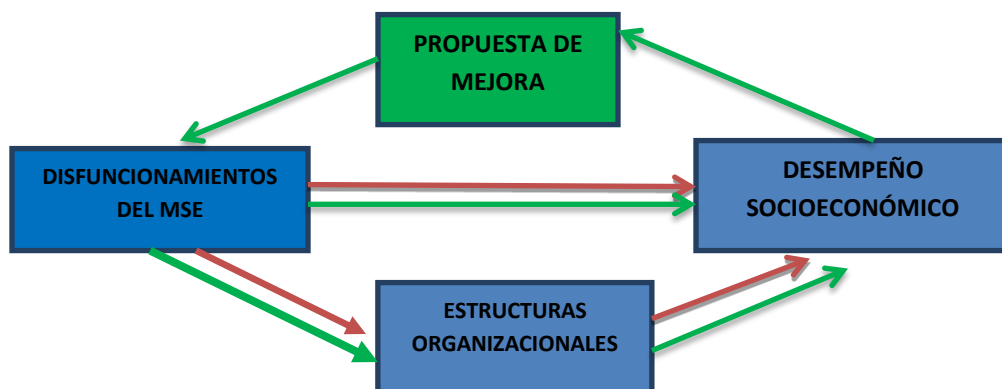 PROPUESTA DE
MEJORA
DISFUNCIONAMIENTOS
DEL MSE
DESEMPEÑO
SOCIOECONÓMICO
ESTRUCTURAS
ORGANIZACIONALES